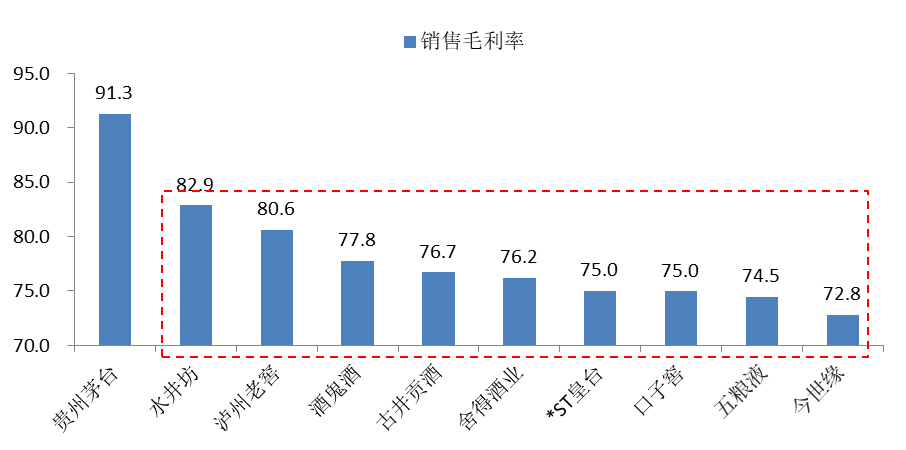 销售毛利率
95.0
90.0
85.0
80.0
75.0
70.0
91.3
82.9
80.6
77.8
76.7
76.2
75.0
75.0
74.5
72.8
贵州茅台
水井坊
泸州老窖
酒鬼酒
古井贡酒
舍得酒业
*ST皇台
口子窖
五粮液
今世缘